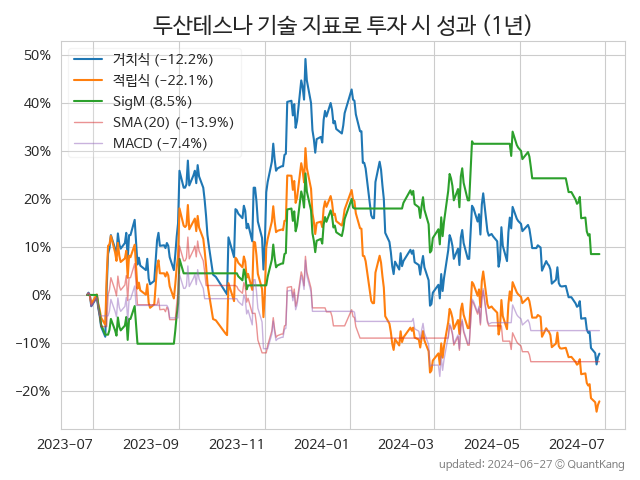 두산테스나 기술 지표로 투자 시 성과 (1년)
거치식 (−12.2%)
적립식 (−22.1%)
SigM (8.5%)
SMA(20) (−13.9%)
MACD (−7.4%)
50%
40%
30%
20%
10%
0%
−10%
−20%
2023-07 2023-09 2023-11 2024-01 2024-03 2024-05 2024-07
updated: 2024-06-27 © QuantKang